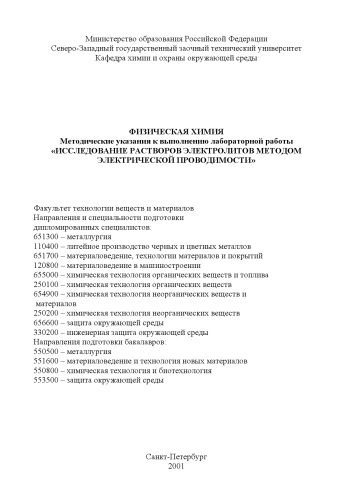 Министерство образования Российской Федерации
Северо-Западный государственный заочный технический университет
Кафедра химии и охраны окружающей среды
ФИЗИЧЕСКАЯ ХИМИЯ
Методические указания к выполнению лабораторной работы
«ИССЛЕДОВАНИЕ РАСТВОРОВ ЭЛЕКТРОЛИТОВ МЕТОДОМ
ЭЛЕКТРИЧЕСКОЙ ПРОВОДИМОСТИ»
Факультет технологии веществ и материалов
Направления и специальности подготовки
дипломированных специалистов:
651300 – металлургия
110400 – литейное производство черных и цветных металлов
651700 – материаловедение, технологии материалов и покрытий
120800 – материаловедение в машиностроении
655000 – химическая технология органических веществ и топлива
250100 – химическая технология органических веществ
654900 – химическая технология неорганических веществ и
материалов
250200 – химическая технология неорганических веществ
656600 – защита окружающей среды
330200 – инженерная защита окружающей среды
Направления подготовки бакалавров:
550500 – металлургия
551600 – материаловедение и технология новых материалов
550800 – химическая технология и биотехнология
553500 – защита окружающей среды
Санкт-Петербург
2001